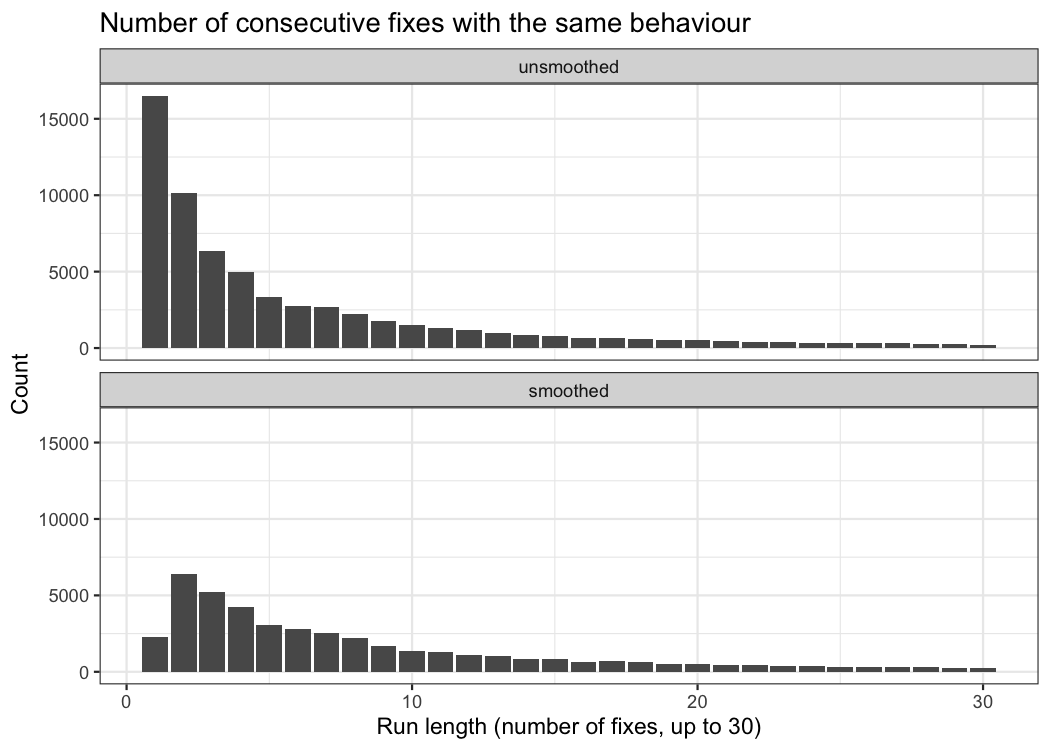 Number of consecutive fixes with the same behaviour
unsmoothed
15000
10000
5000
0
Count
smoothed
15000
10000
5000
0
0 10 20 30
Run length (number of fixes, up to 30)